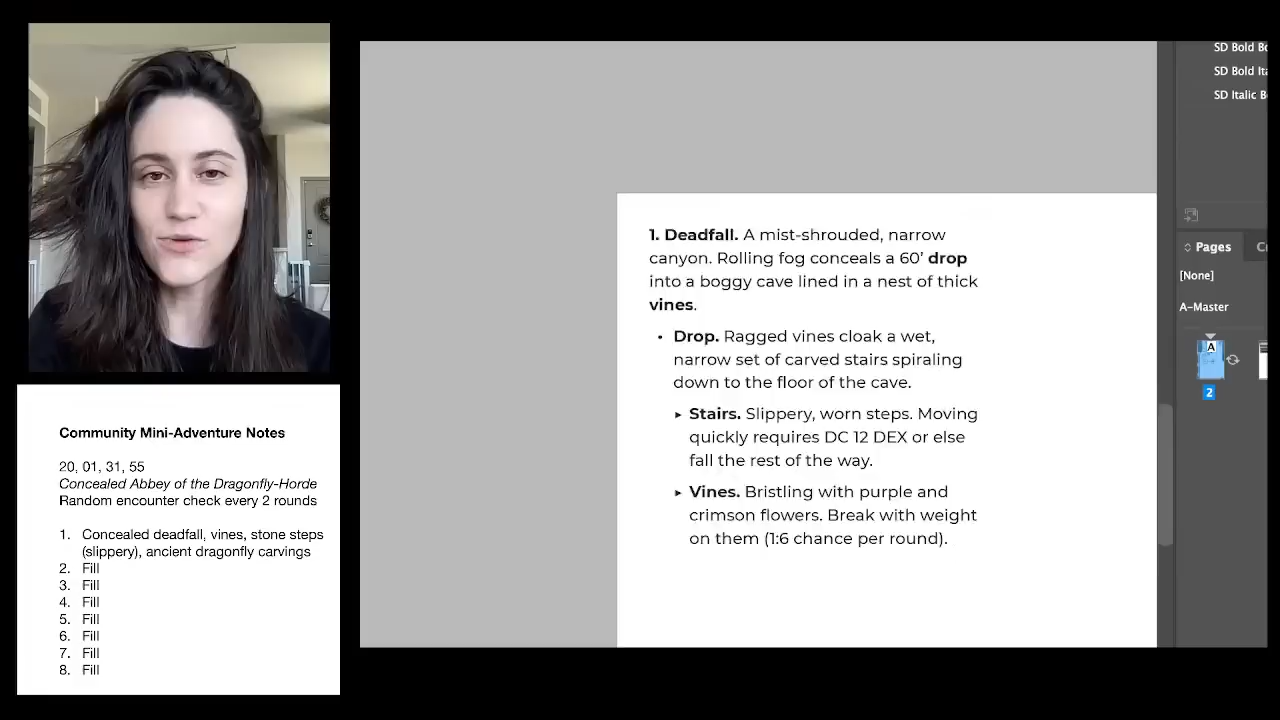 Community Mini-Adventure Notes
20, 01, 31, 55
Concealed Abbey of the Dragonfly-Horde
Random encounter check every 2 rounds
1. Concealed deadfall, vines, stone steps
(slippery), ancient dragonfly carvings
2. Fill
3. Fill
4. Fill
5. Fill
6. Fill
7. Fill
8. Fill
1. Deadfall. A mist-shrouded, narrow
canyon. Rolling fog conceals a 60’ drop
into a boggy cave lined in a nest of thick
vines.
• Drop. Ragged vines cloak a wet,
narrow set of carved stairs spiraling
down to the floor of the cave.
▸ Stairs. Slippery, worn steps. Moving
quickly requires DC 12 DEX or else
fall the rest of the way.
▸ Vines. Bristling with purple and
crimson flowers. Break with weight
on them (1:6 chance per round).
SD Bold
SD Bold
SD Italic
Pages
[None]
A-Master
A
2